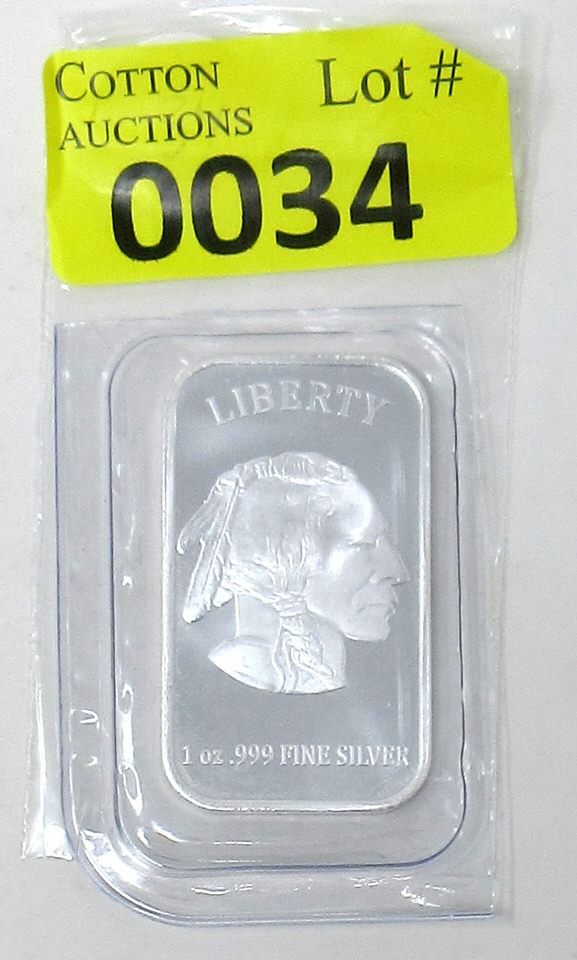 COTTON Lot #
AUCTIONS
0034
LIBERTY
1 oz .999 FINE SILVER